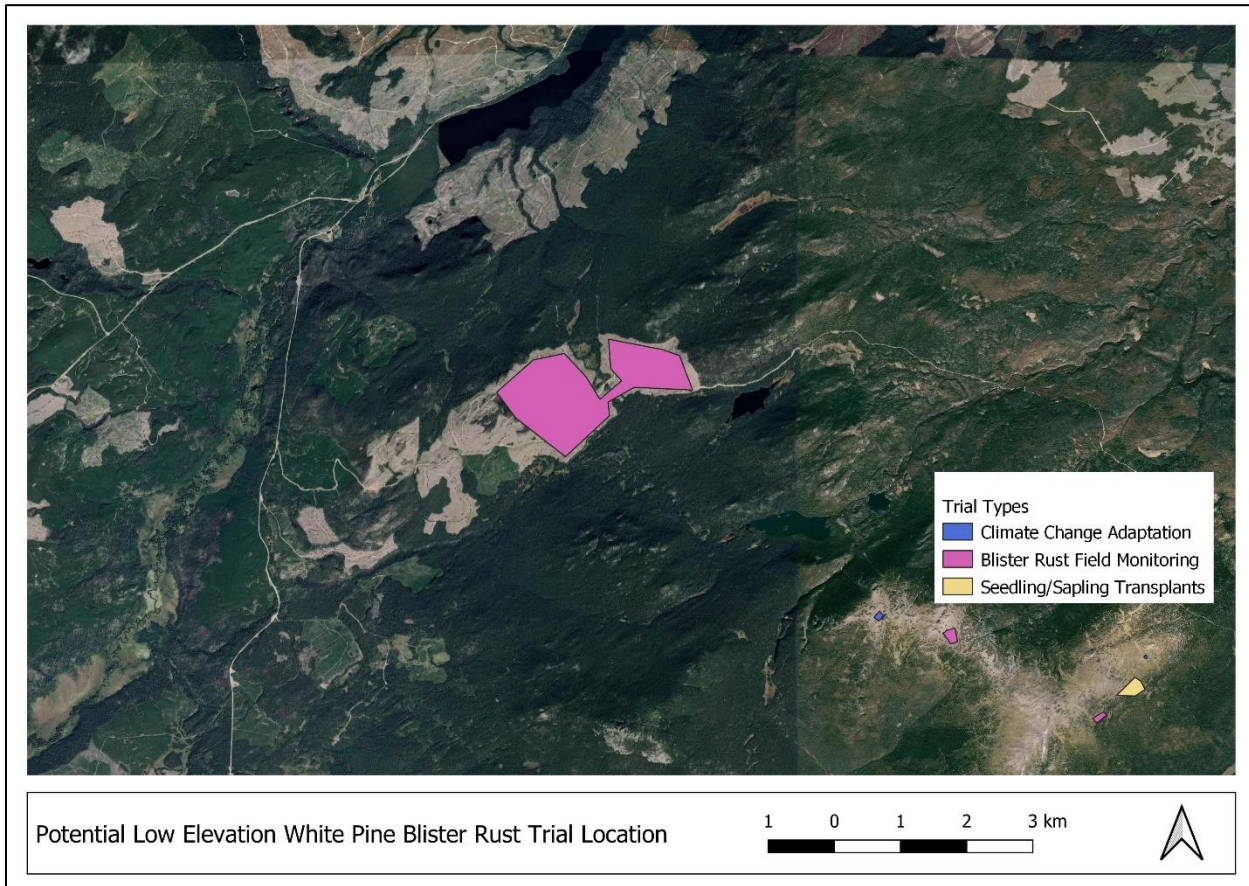 Trial Types
Climate Change Adaptation
Blister Rust Field Monitoring
Seedling/Sapling Transplants
Potential Low Elevation White Pine Blister Rust Trial Location
1 0 1 2 3 km